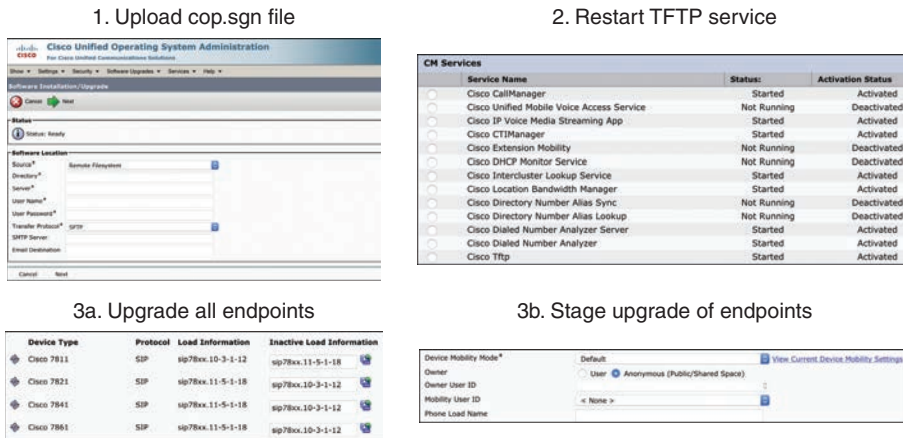 1. Upload cop.sgn file
CISCO
Cisco Unified Operating System Administration
For Cisco Unified Communications Solutions
Show Settings Security Software Upgrades Services Help
Software Installation/Upgrade
Cancel Next
Status
Status: Ready
Software Location
Source* Remote Filesystem
Directory*
Server*
User Name*
User Password*
Transfer Protocol* SFTP
SMTP Server
Email Destination
Cancel Next
2. Restart TFTP service
CM Services
Service Name Status: Activation Status
Cisco CallManager Started Activated
Cisco Unified Mobile Voice Access Service Not Running Deactivated
Cisco IP Voice Media Streaming App Started Activated
Cisco CTIManager Started Activated
Cisco Extension Mobility Not Running Deactivated
Cisco DHCP Monitor Service Not Running Deactivated
Cisco Intercluster Lookup Service Started Activated
Cisco Location Bandwidth Manager Started Activated
Cisco Directory Number Alias Sync Not Running Deactivated
Cisco Directory Number Alias Lookup Not Running Deactivated
Cisco Dialed Number Analyzer Server Started Activated
Cisco Dialed Number Analyzer Started Activated
Cisco Tftp Started Activated
3a. Upgrade all endpoints
Device Type Protocol Load Information Inactive Load Information
Cisco 7811 SIP sip78xx.10-3-1-12 sip78xx.11-5-1-18
Cisco 7821 SIP sip78xx.11-5-1-18 sip78xx.10-3-1-12
Cisco 7841 SIP sip78xx.11-5-1-18 sip78xx.10-3-1-12
Cisco 7861 SIP sip78xx.11-5-1-18 sip78xx.10-3-1-12
3b. Stage upgrade of endpoints
Device Mobility Mode* Default View Current Device Mobility Settings
Owner User Anonymous (Public/Shared Space)
Owner User ID
Mobility User ID < None >
Phone Load Name